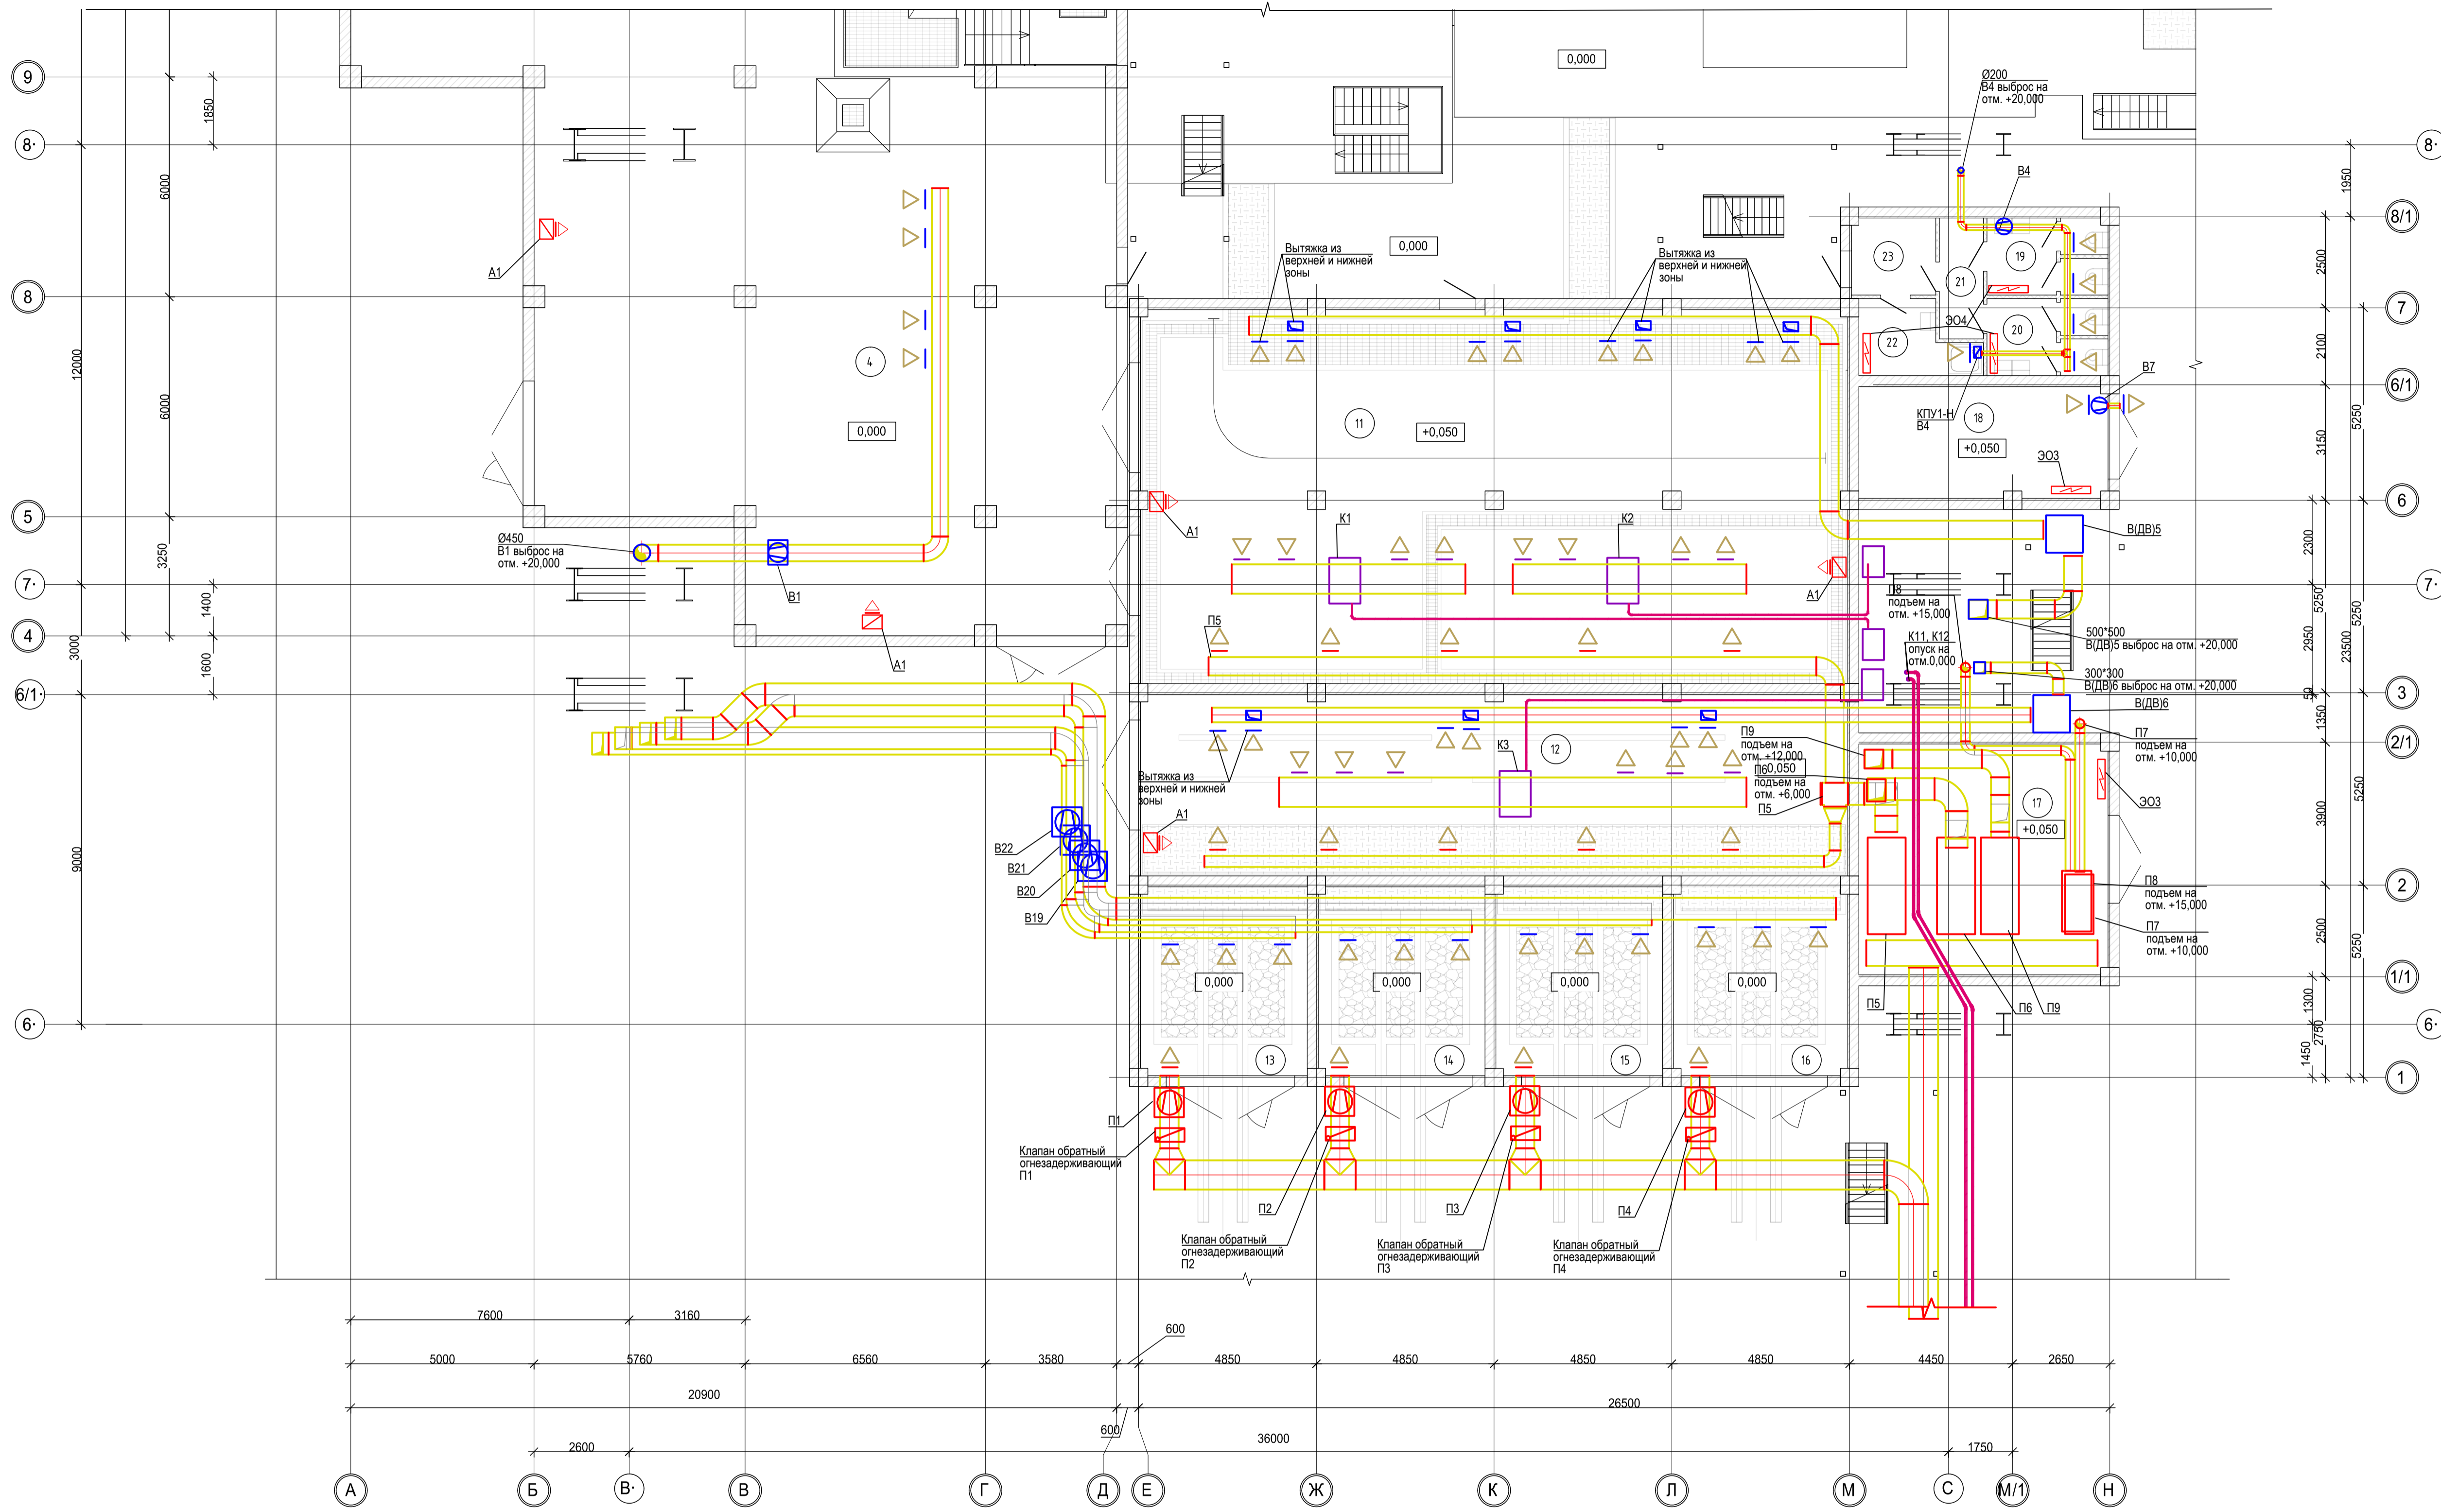 0,000
9
1850
Ø200
В4 выброс на
отм. +20,000
8·
8·
В4
6000
1950
8/1
А1
0,000
Вытяжка из
верхней и нижней
зоны
Вытяжка из
верхней и нижней
зоны
23
19
21
2500
8
7
12000
4
22
ЭО4
20
2100
В7
6/1
6000
0,000
11
+0,050
КПУ1-Н
В4
18
+0,050
3150
5250
ЭО3
6
5
Ø450
В1 выброс на
отм. +20,000
К1
К2
А1
В(ДВ)5
3250
2300
7·
7·
1400
В1
А1
П8
подъем на
отм. +15,000
5250
5250
23500
4
П5
К11, К12
опуск на
отм.0,000
500*500
В(ДВ)5 выброс на отм. +20,000
2950
3000
1600
А1
300*300
В(ДВ)6 выброс на отм. +20,000
6/1·
50
3
В(ДВ)6
1350
П9
подъем на
отм. +12,000
К3
12
П7
подъем на
отм. +10,000
2/1
Вытяжка из
верхней и нижней
зоны
+0,050
П6
подъем на
отм. +6,000
П5
5250
А1
17
+0,050
ЭО3
3900
9000
В22
В21
В20
В19
П8
подъем на
отм. +15,000
2
П7
подъем на
отм. +10,000
2500
5250
0,000
0,000
0,000
0,000
1/1
П5
П6
П9
1300
6·
6·
2750
1450
13
14
15
16
1
П1
Клапан обратный
огнезадерживающий
П1
П2
П3
П4
Клапан обратный
огнезадерживающий
П2
Клапан обратный
огнезадерживающий
П3
Клапан обратный
огнезадерживающий
П4
7600
3160
600
5000
5760
6560
3580
4850
4850
4850
4850
4450
2650
20900
26500
600
2600
36000
1750
А
Б
В·
В
Г
Д
Е
Ж
К
Л
М
С
М/1
Н